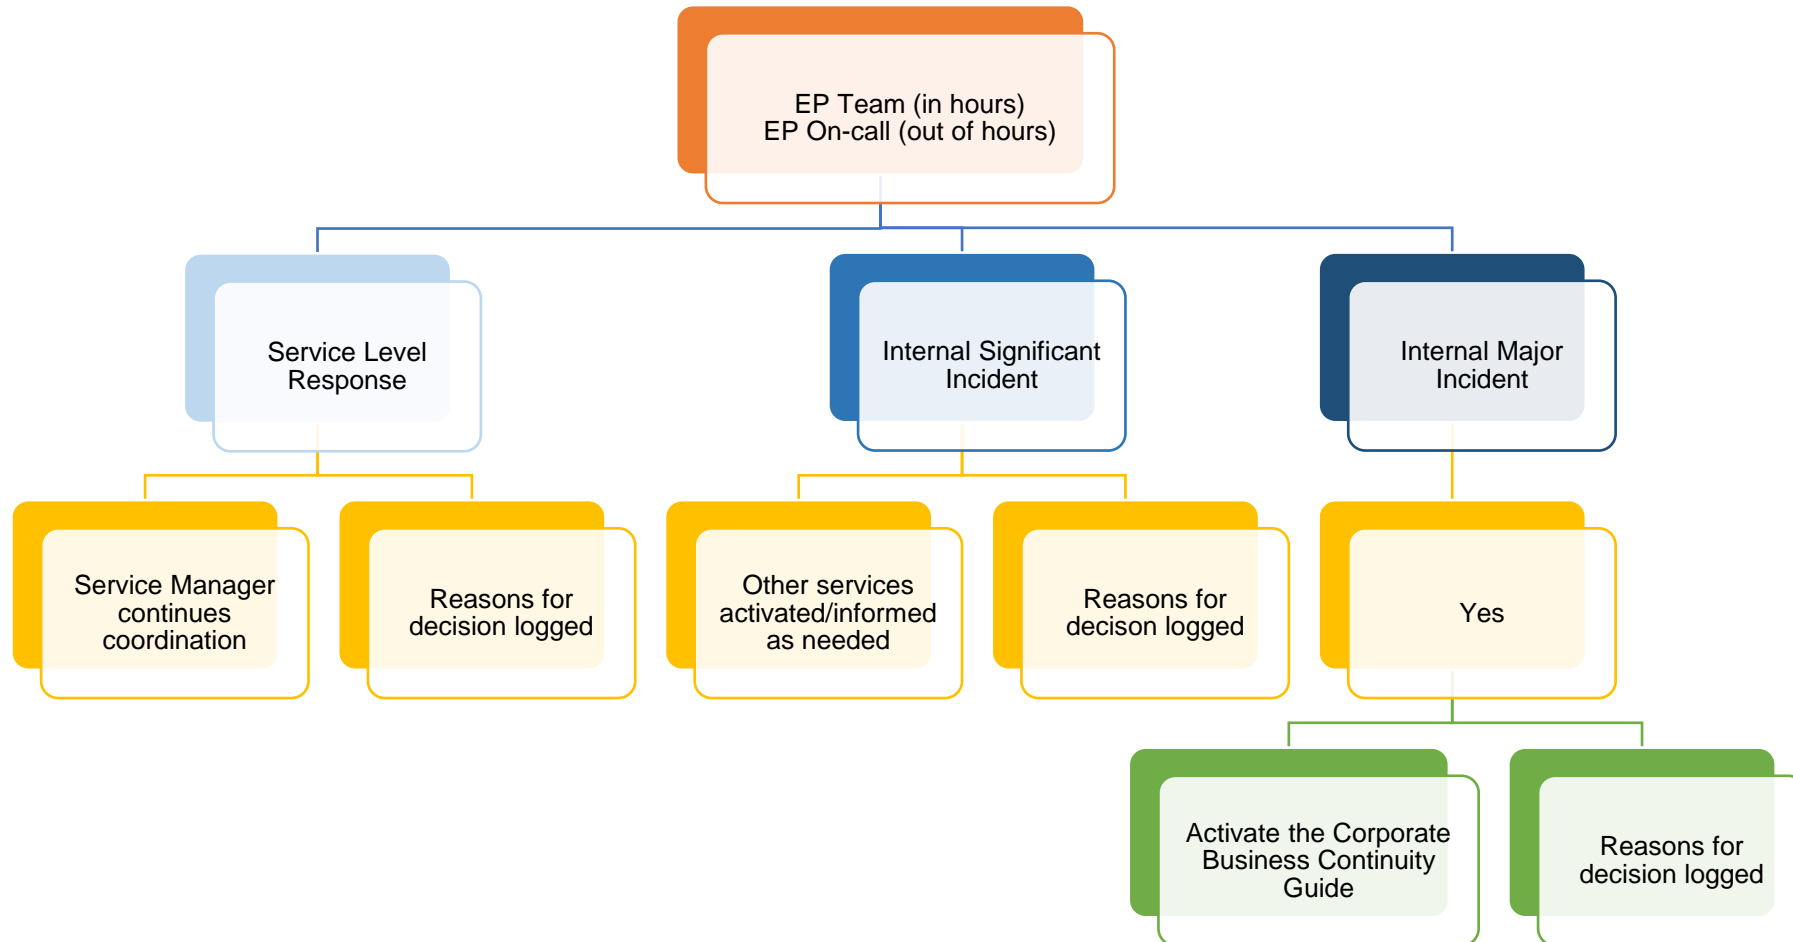 EP Team (in hours)
EP On-call (out of hours)
Service Level
Response
Internal Significant
Incident
Internal Major
Incident
Service Manager
continues
coordination
Reasons for
decision logged
Other services
activated/informed
as needed
Reasons for
decison logged
Yes
Activate the Corporate
Business Continuity
Guide
Reasons for
decision logged